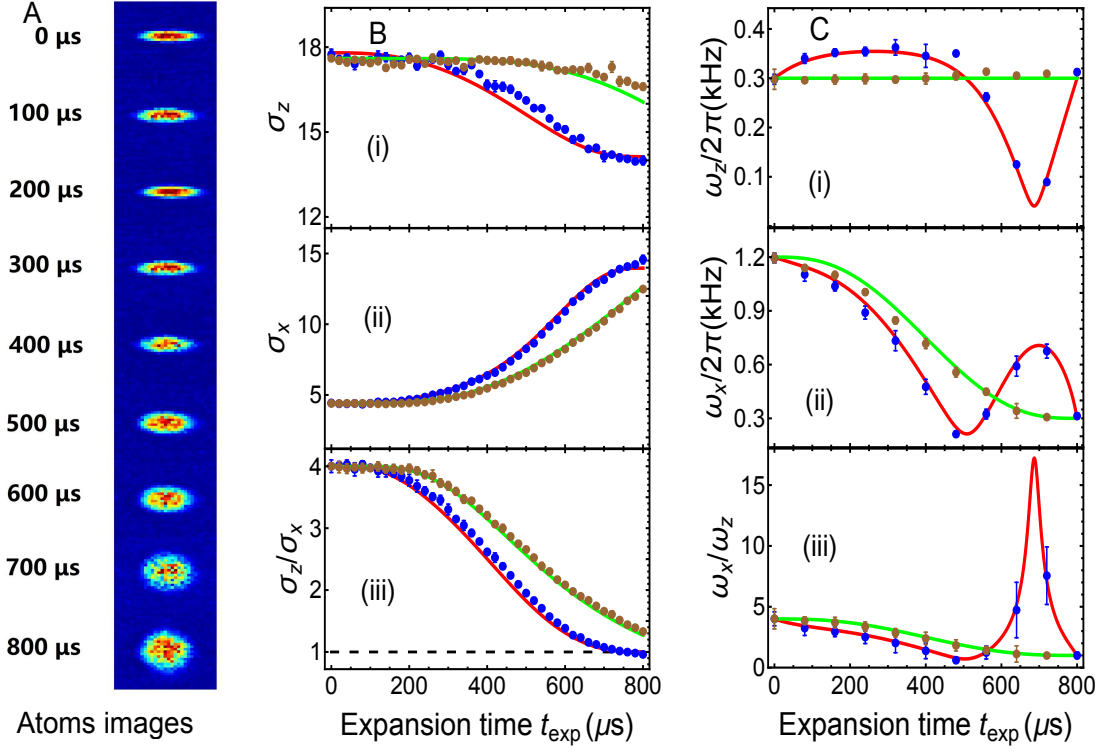 A
0 μs
100 μs
200 μs
300 μs
400 μs
500 μs
600 μs
700 μs
800 μs
Atoms images
B
σz
18
16
14
12
(i)
σx
15
10
5
(ii)
σz/σx
4
3
2
1
(iii)
0 200 400 600 800
Expansion time texp (μs)
C
ωz/2π(kHz)
0.4
0.3
0.3
0.1
(i)
ωx/2π(kHz)
1.2
0.9
0.6
0.3
(ii)
ωx/ωz
15
10
4
0
(iii)
0 200 400 600 800
Expansion time texp (μs)